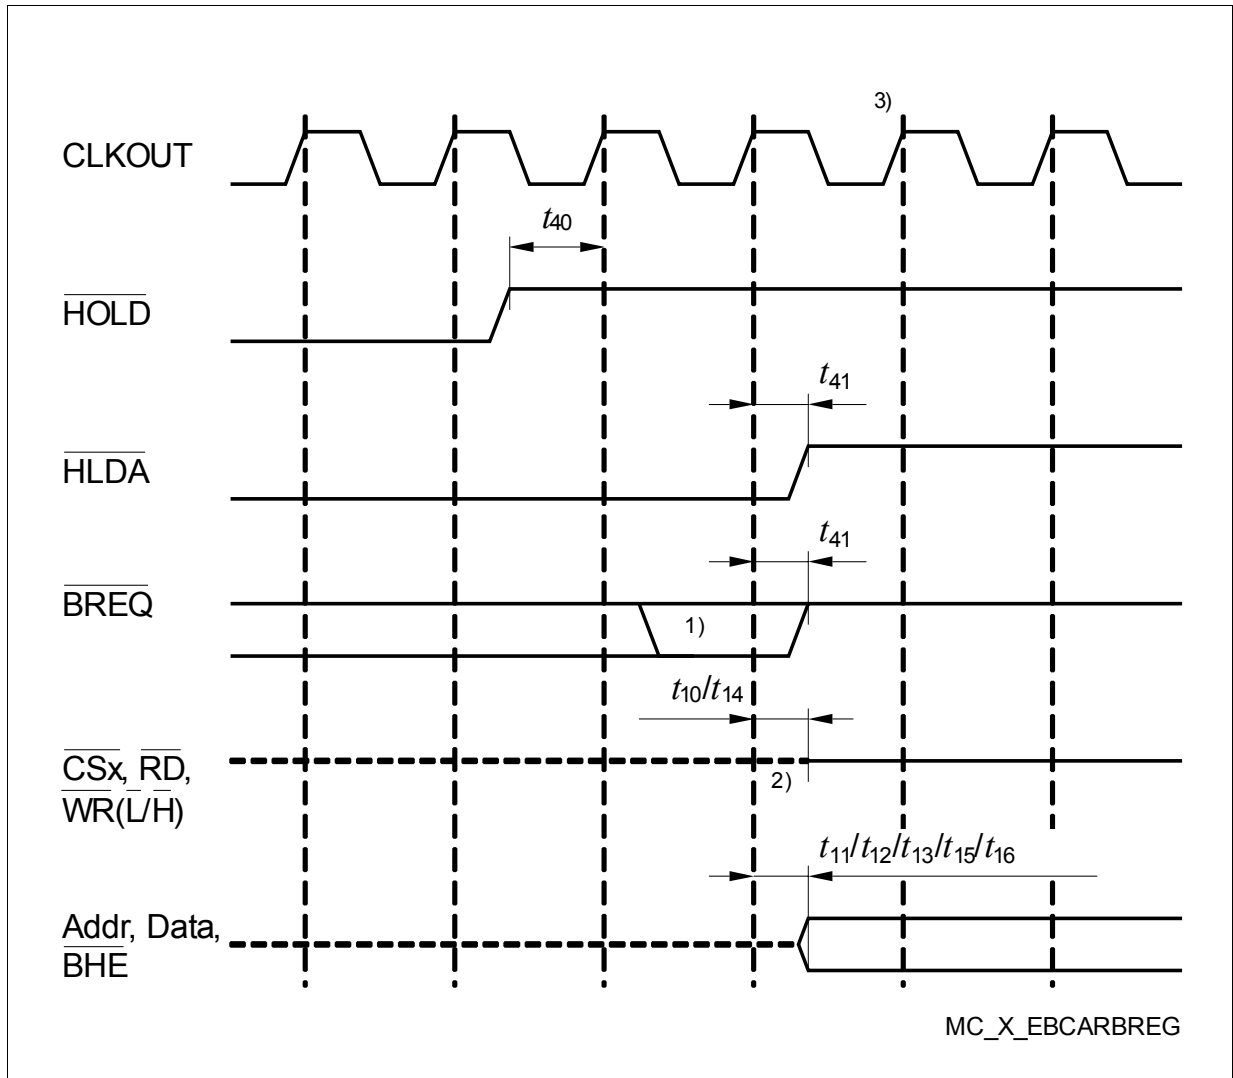 3)
CLKOUT
t40
HOLD
t41
HLDA
t41
BREQ
1)
t10/t14
CSx, RD,
WR(L/H)
2)
t11/t12/t13/t15/t16
Addr, Data,
BHE
MC_X_EBCARBREG